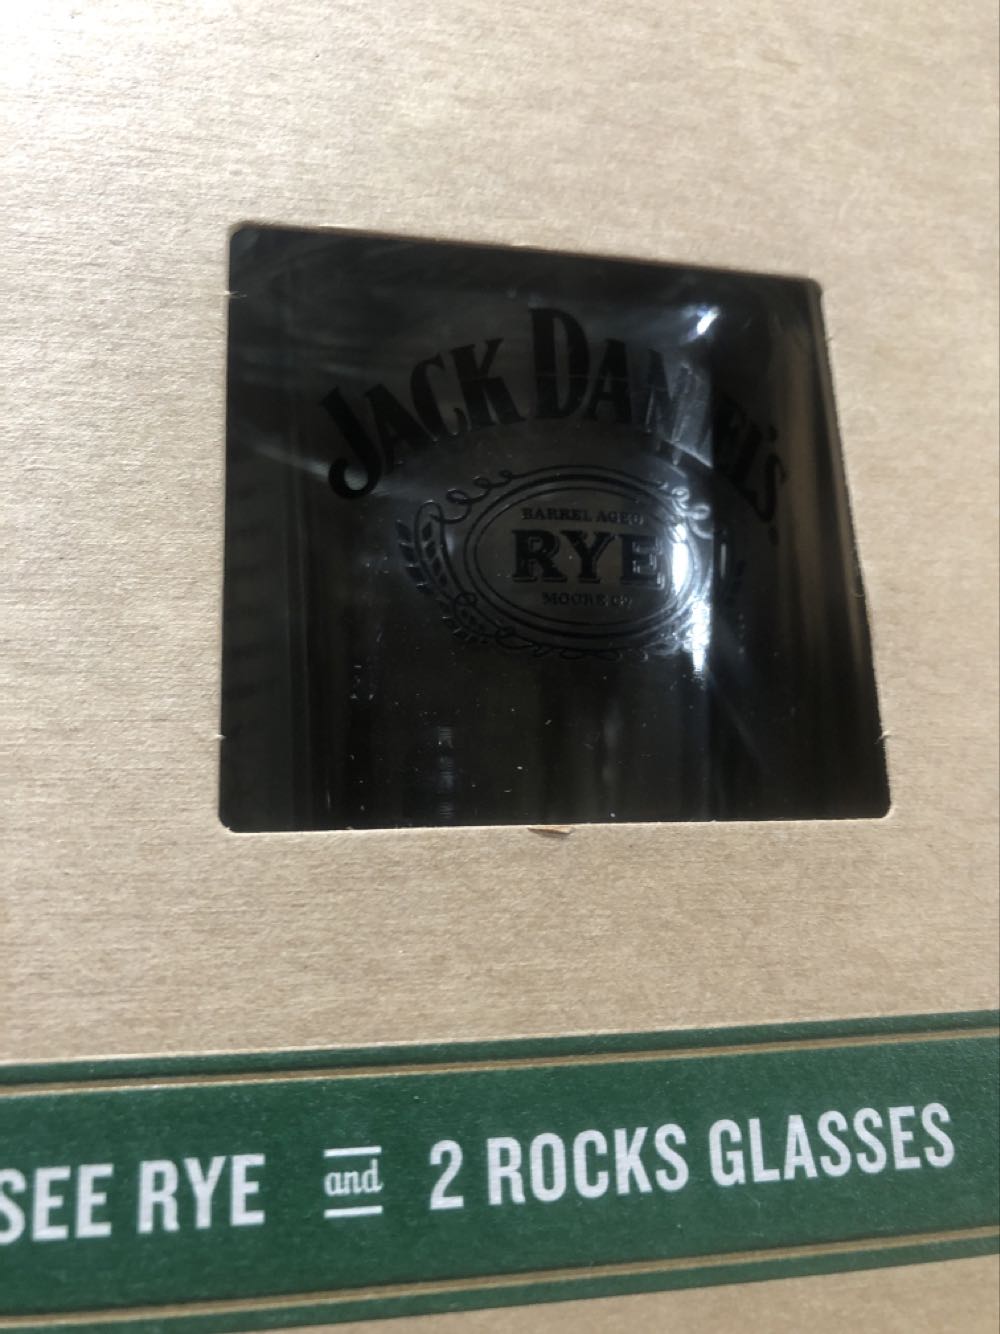 JACK DANIEL'S
BARREL AGED
RYE
MOORE CO.
SEE RYE and 2 ROCKS GLASSES